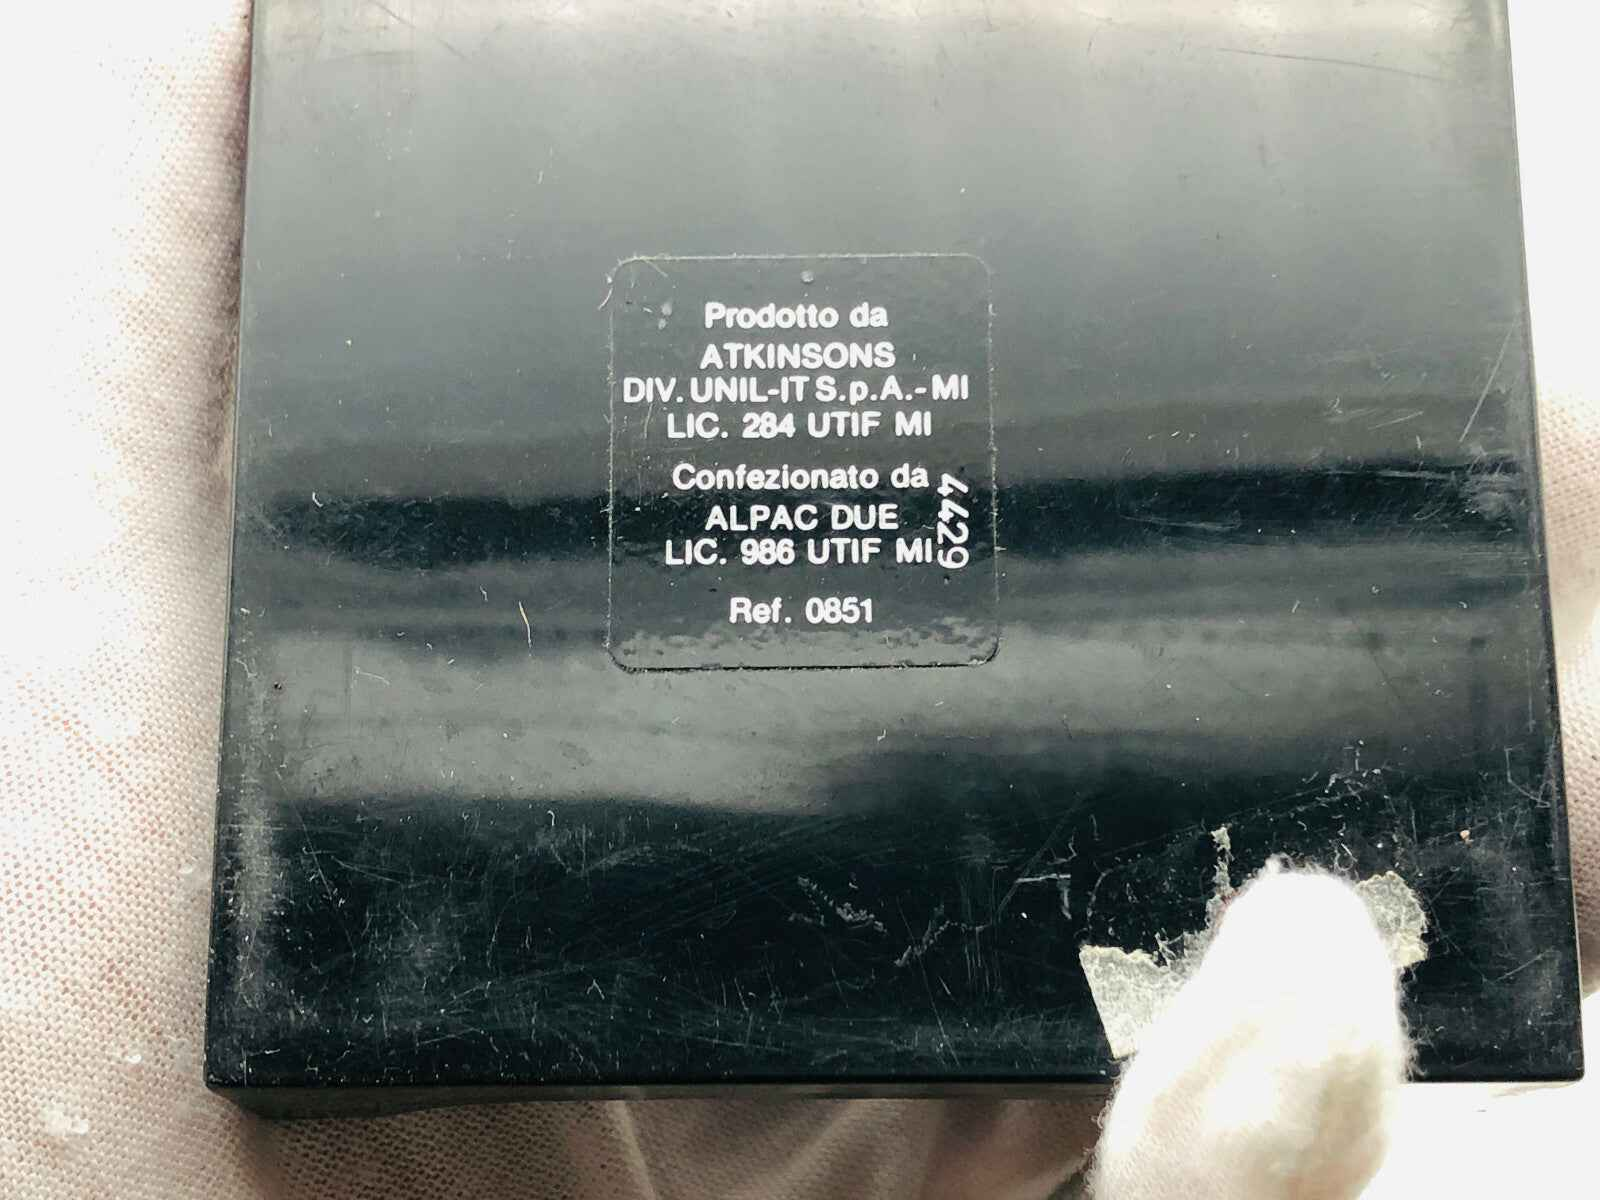 Prodotto da
ATKINSONS
DIV. UNIL-IT S.p.A.-MI
LIC. 284 UTIF MI
Confezionato da
ALPAC DUE
LIC. 986 UTIF MI
4429
Ref. 0851